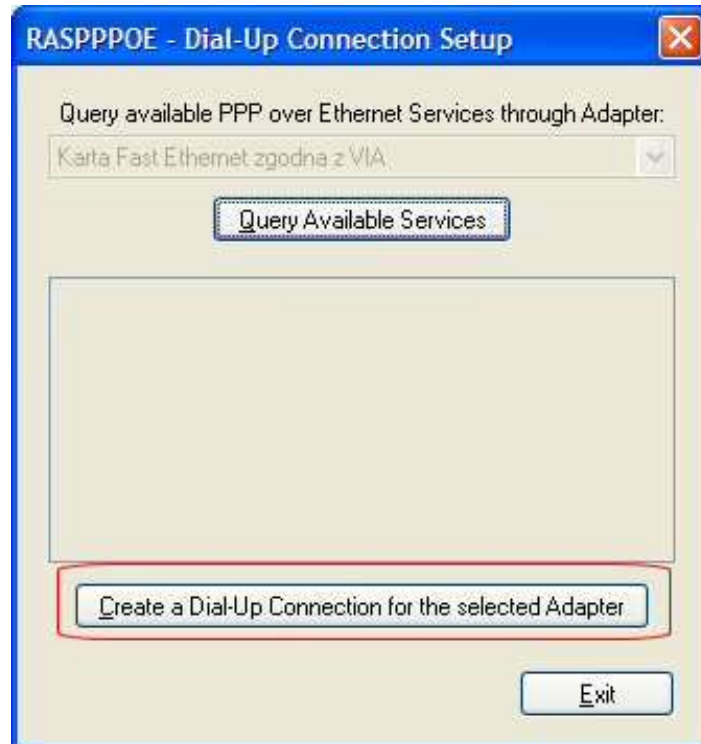 RASPPPOE - Dial-Up Connection Setup
Query available PPP over Ethernet Services through Adapter:
Karta Fast Ethernet zgodna z VIA
Query Available Services
Create a Dial-Up Connection for the selected Adapter
Exit